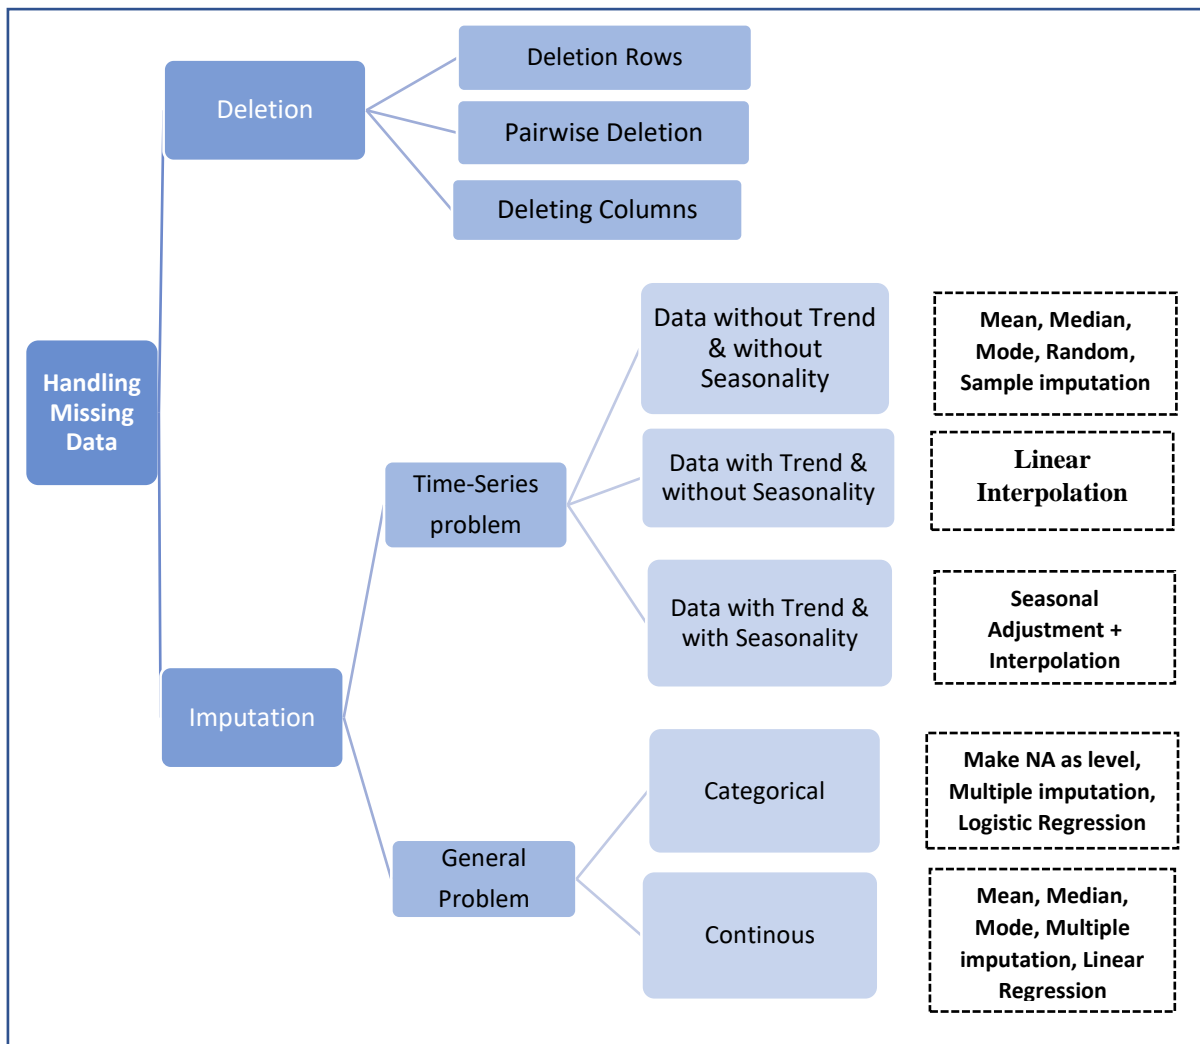 Deletion Rows
Deletion
Pairwise Deletion
Deleting Columns
Handling
Missing
Data
Data without Trend
& without
Seasonality
Mean, Median,
Mode, Random,
Sample imputation
Time-Series
problem
Data with Trend &
without Seasonality
Linear
Interpolation
Data with Trend &
with Seasonality
Seasonal
Adjustment +
Interpolation
Imputation
Categorical
Make NA as level,
Multiple imputation,
Logistic Regression
General
Problem
Continous
Mean, Median,
Mode, Multiple
imputation, Linear
Regression